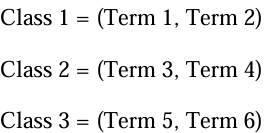 Class 1 = (Term 1, Term 2)
Class 2 = (Term 3, Term 4)
Class 3 = (Term 5, Term 6)